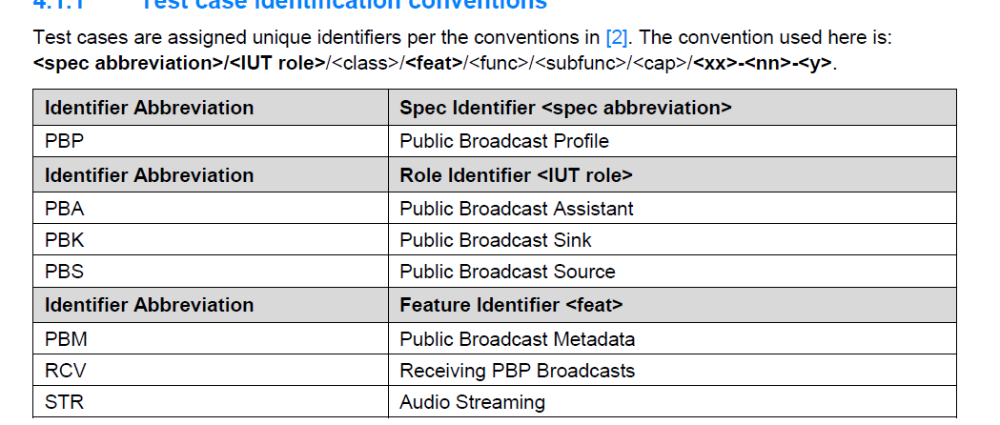 4.1.1 Test case identification conventions
Test cases are assigned unique identifiers per the conventions in [2]. The convention used here is:
<spec abbreviation>/<IUT role>/<class>/<feat>/<func>/<subfunc>/<cap>/<xx>-<nn>-<y>.
Identifier Abbreviation Spec Identifier <spec abbreviation>
PBP Public Broadcast Profile
Identifier Abbreviation Role Identifier <IUT role>
PBA Public Broadcast Assistant
PBK Public Broadcast Sink
PBS Public Broadcast Source
Identifier Abbreviation Feature Identifier <feat>
PBM Public Broadcast Metadata
RCV Receiving PBP Broadcasts
STR Audio Streaming